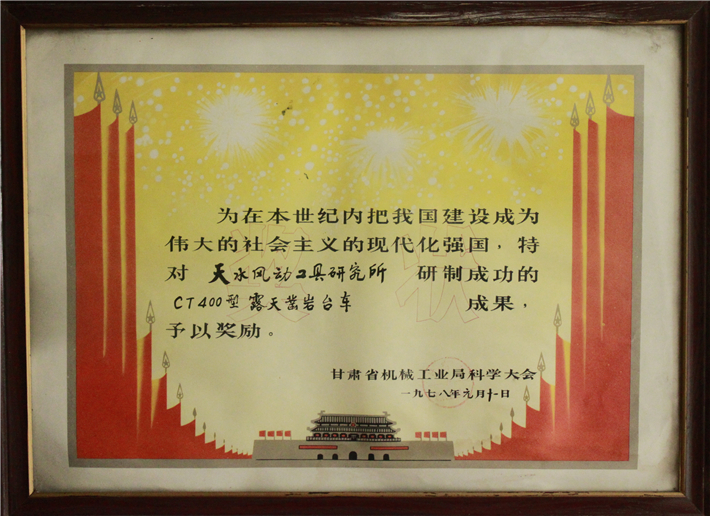 奖状
为在本世纪内把我国建设成为
伟大的社会主义的现代化强国，特
对 天水风动工具研究所 研制成功的
CT400型 露天凿岩台车 成果，
予以奖励。
甘肃省机械工业局科学大会
一九七八年元月十一日